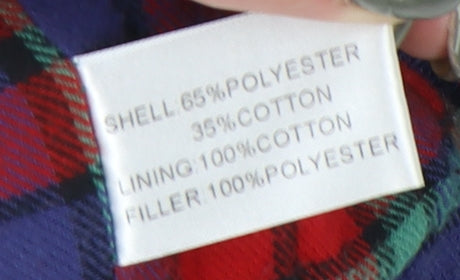 SHELL:65%POLYESTER
35%COTTON
LINING:100%COTTON
FILLER:100%POLYESTER